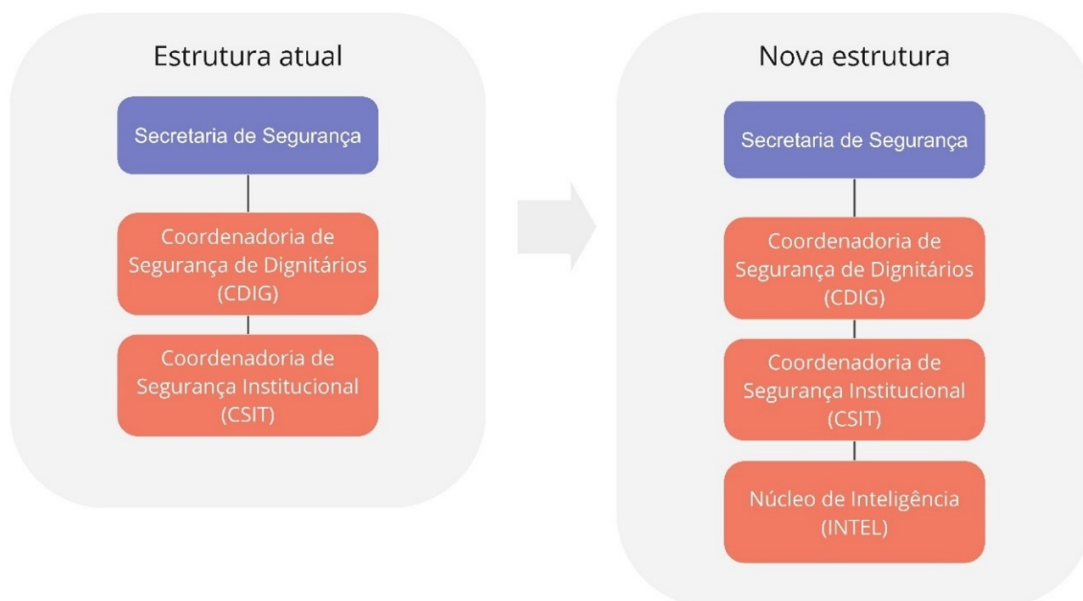 Estrutura atual
Secretaria de Segurança
Coordenadoria de
Segurança de Dignitários
(CDIG)
Coordenadoria de
Segurança Institucional
(CSIT)
Nova estrutura
Secretaria de Segurança
Coordenadoria de
Segurança de Dignitários
(CDIG)
Coordenadoria de
Segurança Institucional
(CSIT)
Núcleo de Inteligência
(INTEL)